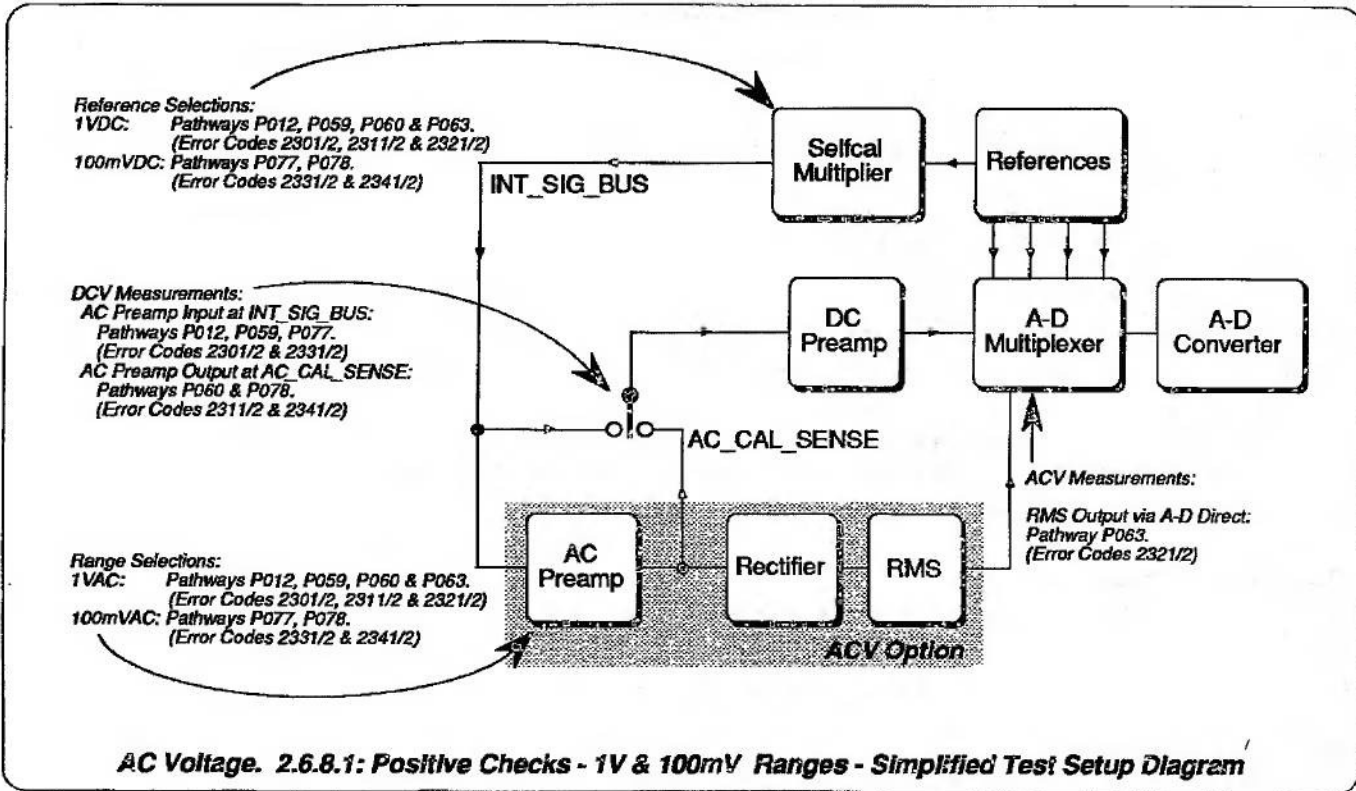 Reference Selections:
1VDC: Pathways P012, P059, P060 & P063.
(Error Codes 2301/2, 2311/2 & 2321/2)
100mVDC: Pathways P077, P078.
(Error Codes 2331/2 & 2341/2)
Selfcal
Multiplier
References
INT_SIG_BUS
DCV Measurements:
AC Preamp Input at INT_SIG_BUS:
Pathways P012, P059, P077.
(Error Codes 2301/2 & 2331/2)
AC Preamp Output at AC_CAL_SENSE:
Pathways P060 & P078.
(Error Codes 2311/2 & 2341/2)
DC
Preamp
A-D
Multiplexer
A-D
Converter
AC_CAL_SENSE
ACV Measurements:
RMS Output via A-D Direct:
Pathway P063.
(Error Codes 2321/2)
Range Selections:
1VAC: Pathways P012, P059, P060 & P063.
(Error Codes 2301/2, 2311/2 & 2321/2)
100mVAC: Pathways P077, P078.
(Error Codes 2331/2 & 2341/2)
AC
Preamp
Rectifier
RMS
ACV Option
AC Voltage. 2.6.8.1: Positive Checks - 1V & 100mV Ranges - Simplified Test Setup Diagram